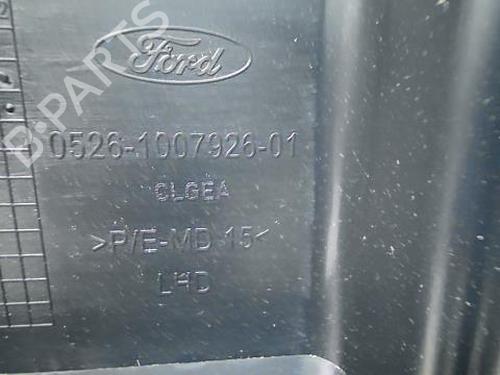 Ford
0526-1007926-01
CLGEA
>P/E-MD 15<
LHD
B-PARTS